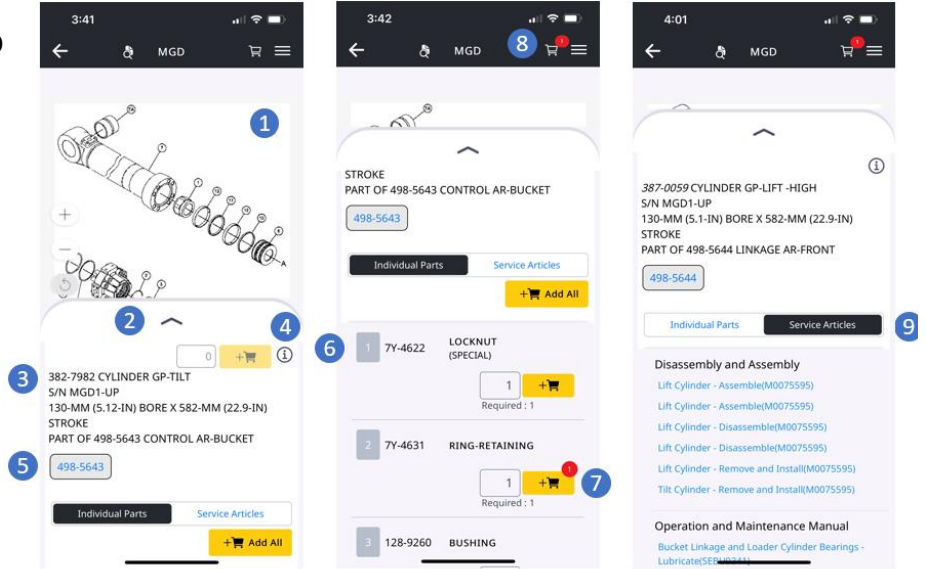 3:41
MGD
1
2
4
0
3
382-7982 CYLINDER GP-TILT
S/N MGD1-UP
130-MM (5.12-IN) BORE X 582-MM (22.9-IN)
STROKE
PART OF 498-5643 CONTROL AR-BUCKET
5
498-5643
Individual Parts
Service Articles
+ Add All
3:42
MGD
8
1
STROKE
PART OF 498-5643 CONTROL AR-BUCKET
498-5643
Individual Parts
Service Articles
+ Add All
6
1 7Y-4622 LOCKNUT
(SPECIAL)
1 +
Required : 1
2 7Y-4631 RING-RETAINING
1 + 1
7
Required : 1
3 128-9260 BUSHING
4:01
MGD
1
387-0059 CYLINDER GP-LIFT -HIGH
S/N MGD1-UP
130-MM (5.1-IN) BORE X 582-MM (22.9-IN)
STROKE
PART OF 498-5644 LINKAGE AR-FRONT
498-5644
Individual Parts
Service Articles
9
Disassembly and Assembly
Lift Cylinder - Assemble(M0075595)
Lift Cylinder - Assemble(M0075595)
Lift Cylinder - Disassemble(M0075595)
Lift Cylinder - Disassemble(M0075595)
Lift Cylinder - Remove and Install(M0075595)
Tilt Cylinder - Remove and Install(M0075595)
Operation and Maintenance Manual
Bucket Linkage and Loader Cylinder Bearings -